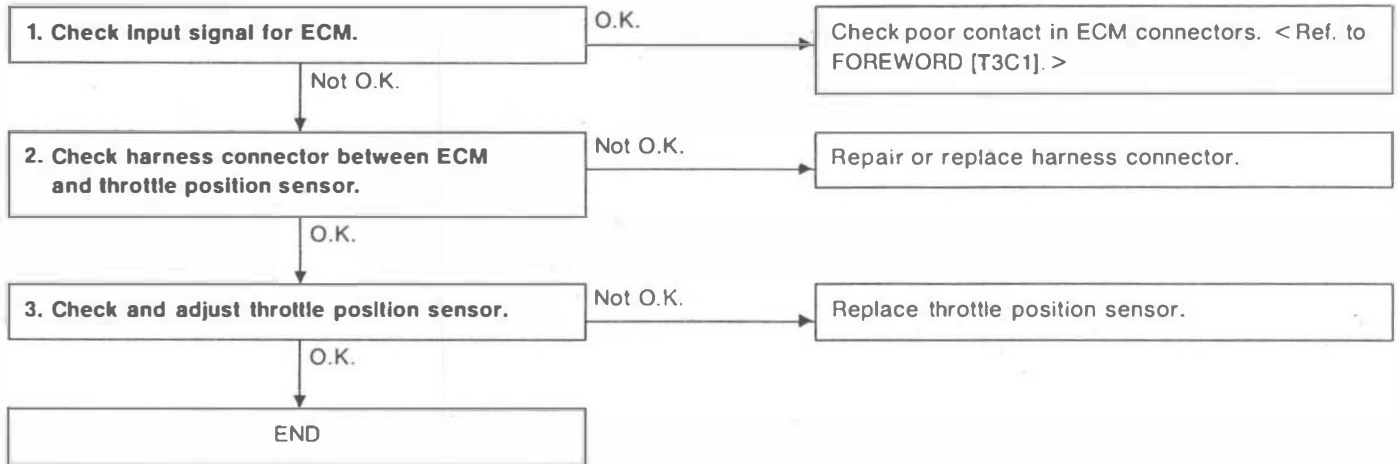 1. Check input signal for ECM.
O.K.
Check poor contact in ECM connectors. < Ref. to
FOREWORD [T3C1]. >
Not O.K.
2. Check harness connector between ECM
and throttle position sensor.
Not O.K.
Repair or replace harness connector.
O.K.
3. Check and adjust throttle position sensor.
Not O.K.
Replace throttle position sensor.
O.K.
END